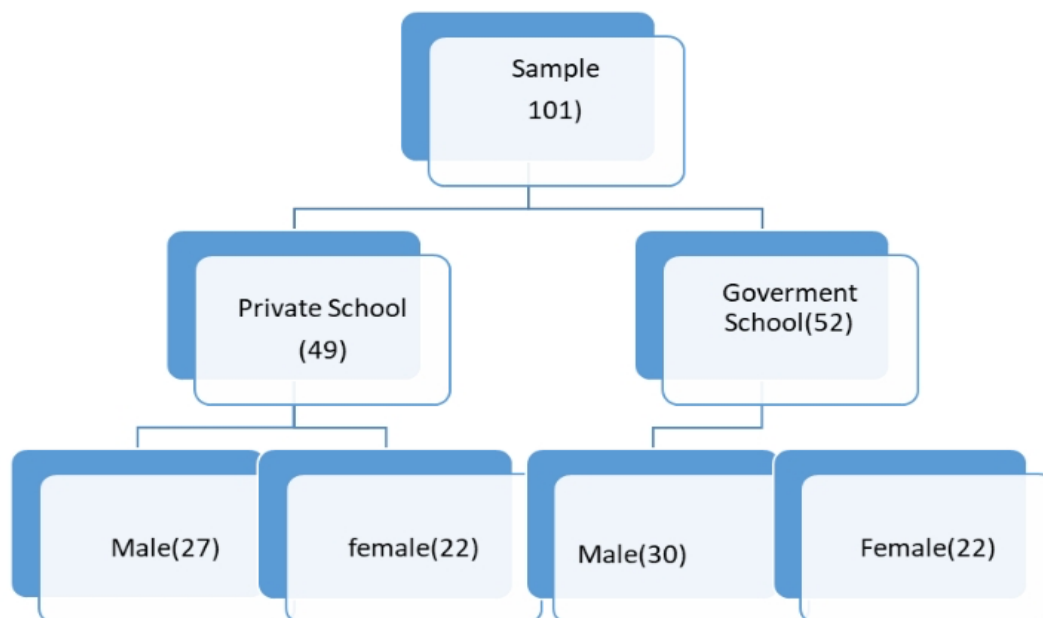 Sample
101)
Private School
(49)
Goverment
School(52)
Male(27)
female(22)
Male(30)
Female(22)